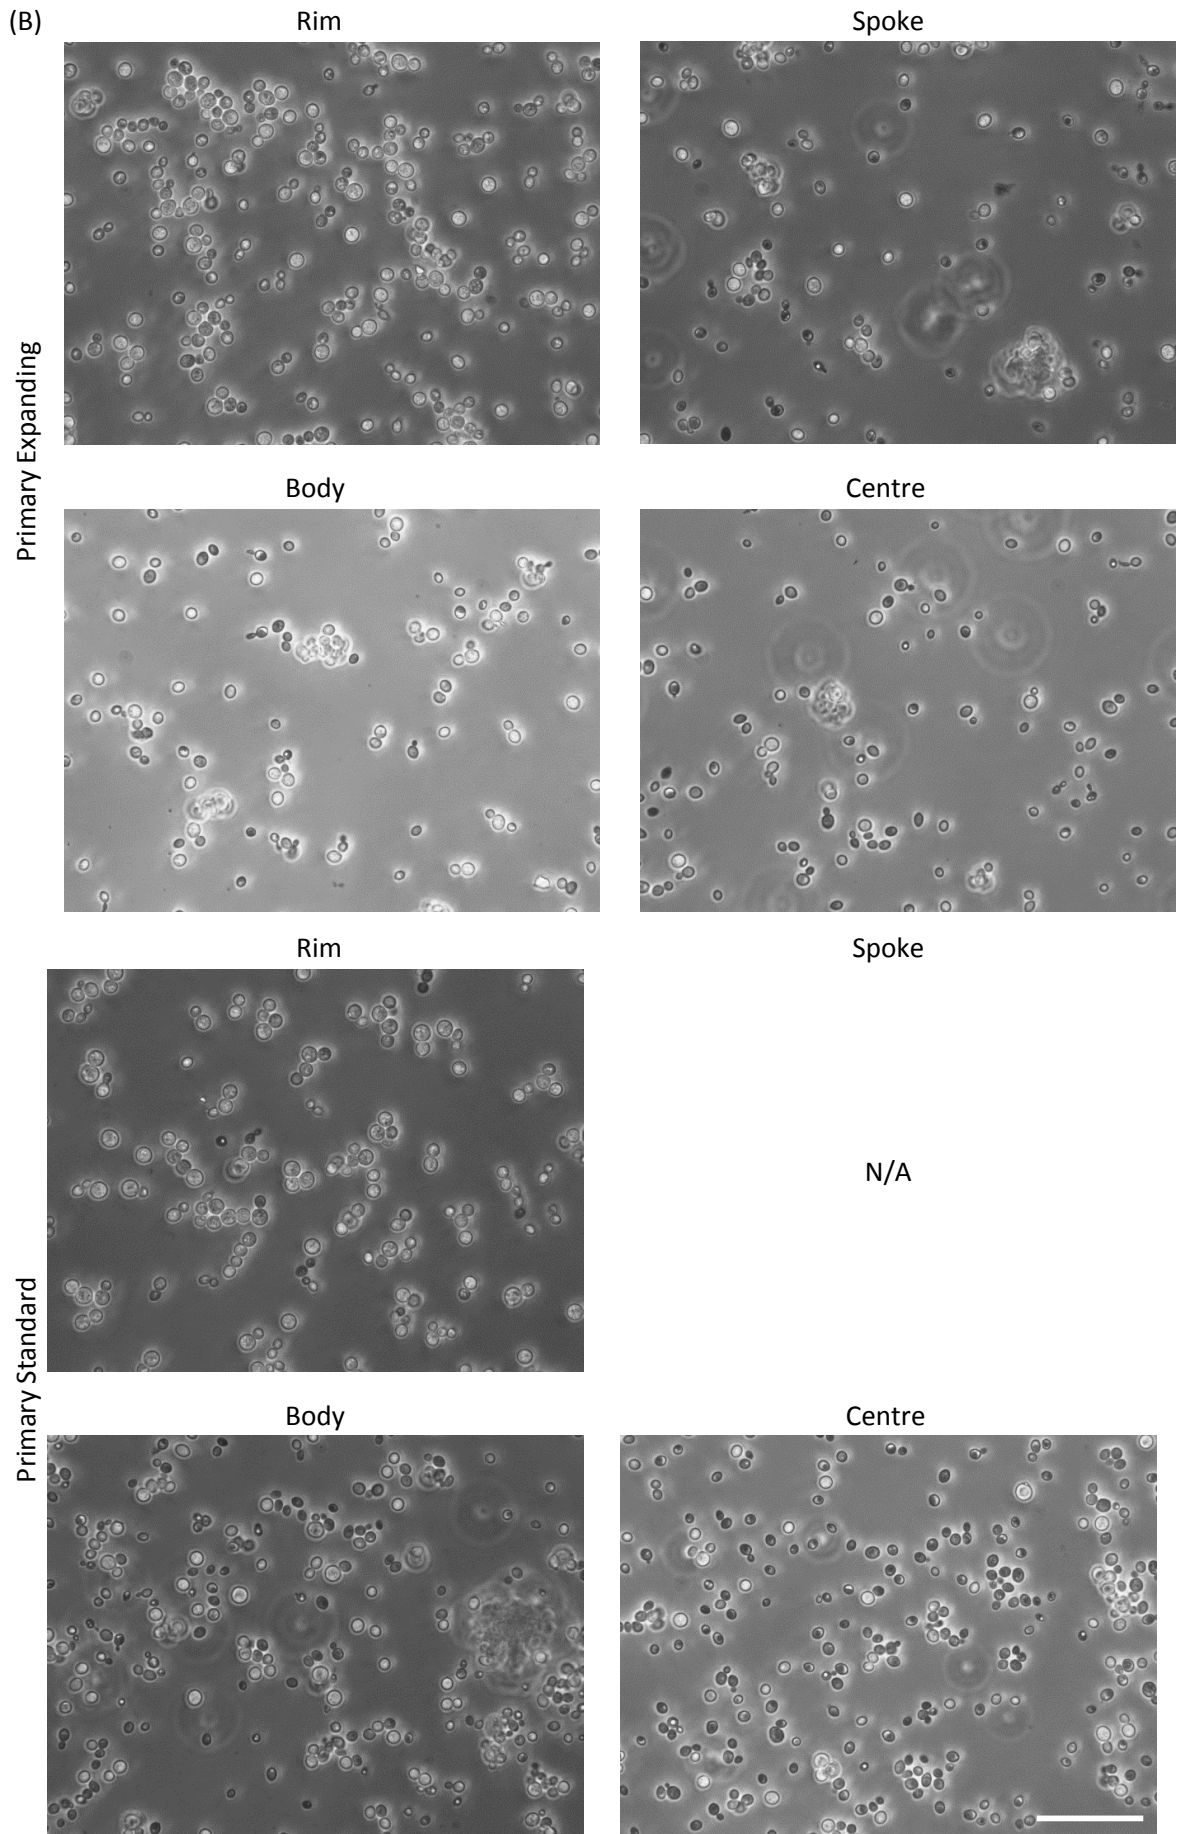 (B)
Rim
Spoke
Primary Expanding
Body
Centre
Rim
Spoke
N/A
Primary Standard
Body
Centre